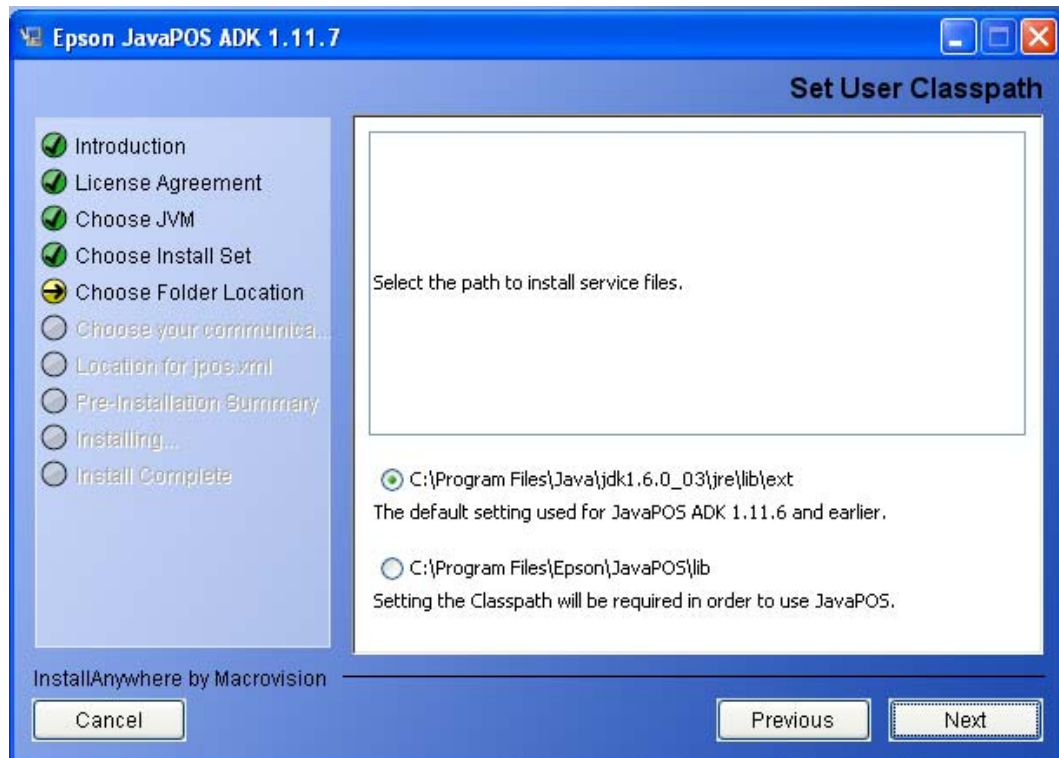 Epson JavaPOS ADK 1.11.7
Set User Classpath
Introduction
License Agreement
Choose JVM
Choose Install Set
Choose Folder Location
Choose your communica...
Location for jpos.xml
Pre-Installation Summary
Installing...
Install Complete
Select the path to install service files.
C:\Program Files\Java\jdk1.6.0_03\jre\lib\ext
The default setting used for JavaPOS ADK 1.11.6 and earlier.
C:\Program Files\Epson\JavaPOS\lib
Setting the Classpath will be required in order to use JavaPOS.
InstallAnywhere by Macrovision
Cancel
Previous
Next